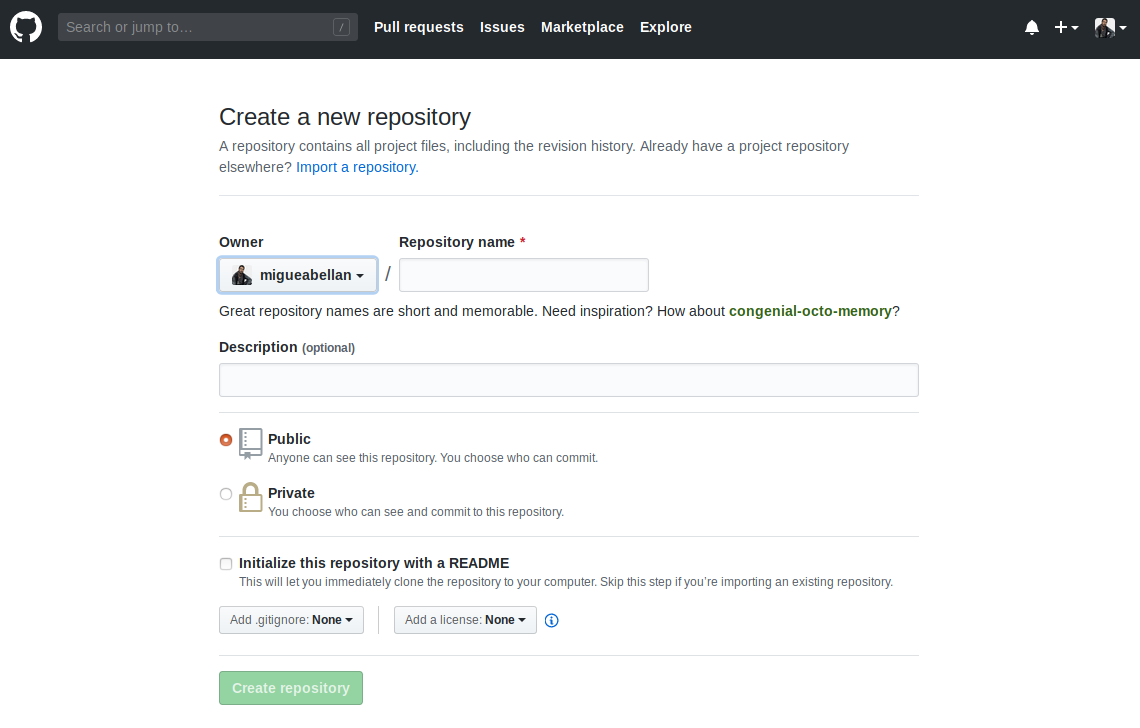 Search or jump to… / Pull requests Issues Marketplace Explore
Create a new repository
A repository contains all project files, including the revision history. Already have a project repository
elsewhere? Import a repository.
Owner Repository name *
migueabellan /
Great repository names are short and memorable. Need inspiration? How about congenial-octo-memory?
Description (optional)
Public
Anyone can see this repository. You choose who can commit.
Private
You choose who can see and commit to this repository.
Initialize this repository with a README
This will let you immediately clone the repository to your computer. Skip this step if you’re importing an existing repository.
Add .gitignore: None Add a license: None
Create repository